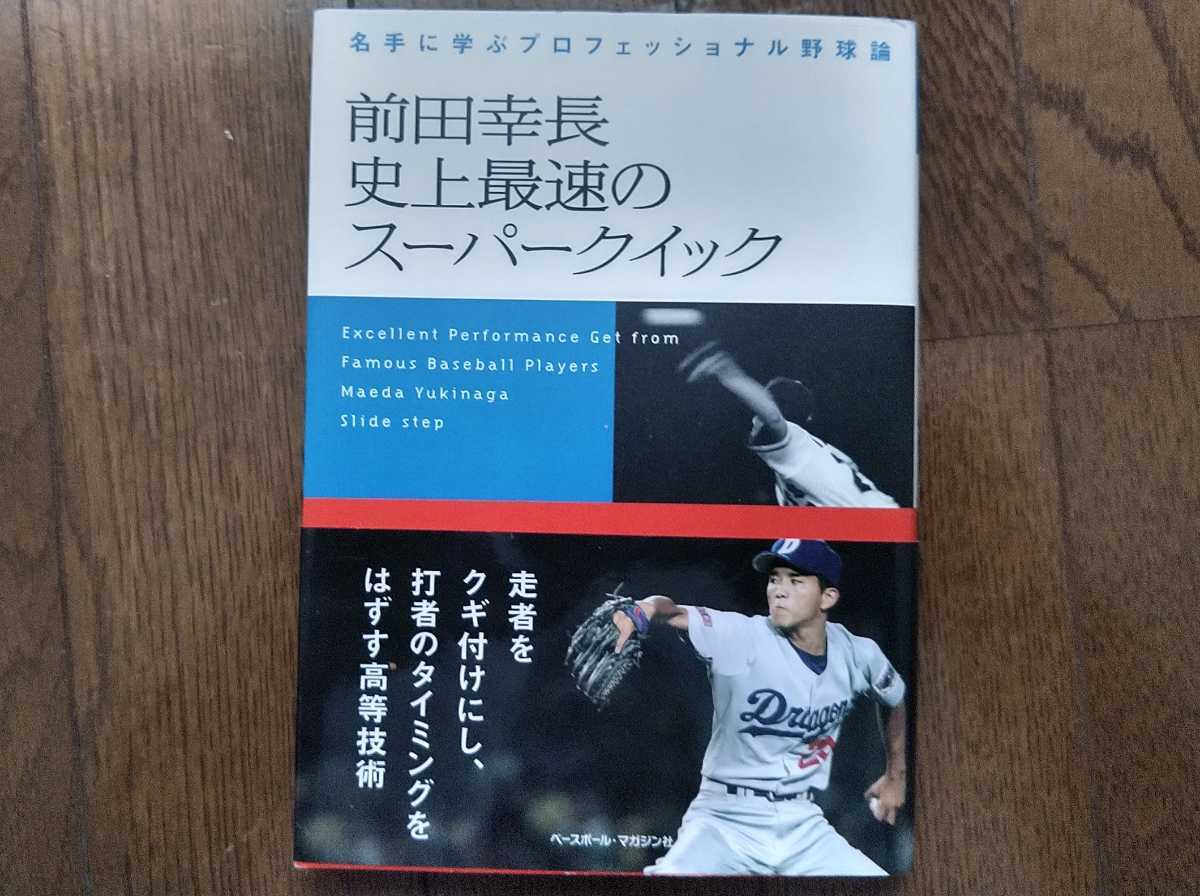 名手に学ぶプロフェッショナル野球論
前田幸長
史上最速の
スーパークイック
Excellent Performance Get from
Famous Baseball Players
Maeda Yukinaga
Slide step
走者を
クギ付けにし、
打者のタイミングを
はずす高等技術
D
Dragons
ベースボール・マガジン社